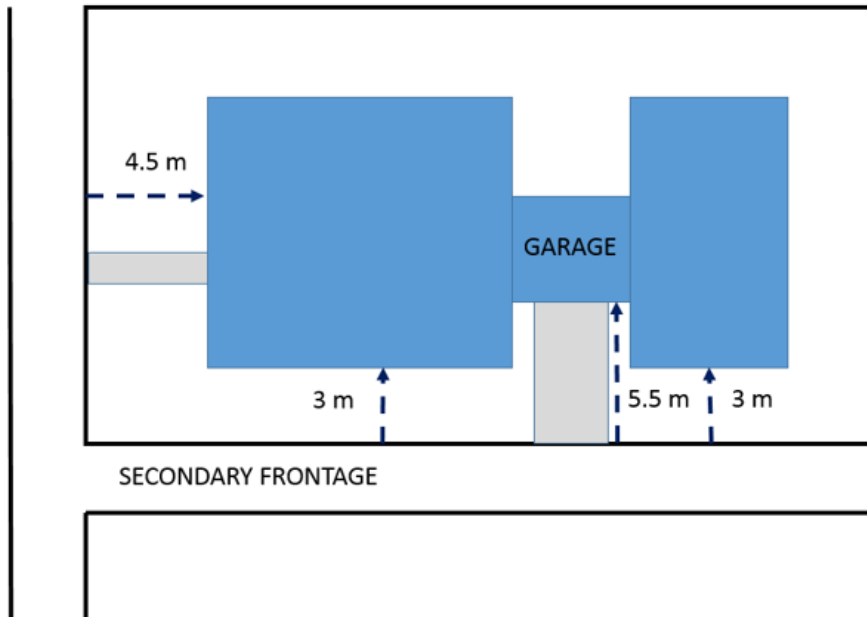 4.5 m
GARAGE
3 m
5.5 m
3 m
SECONDARY FRONTAGE